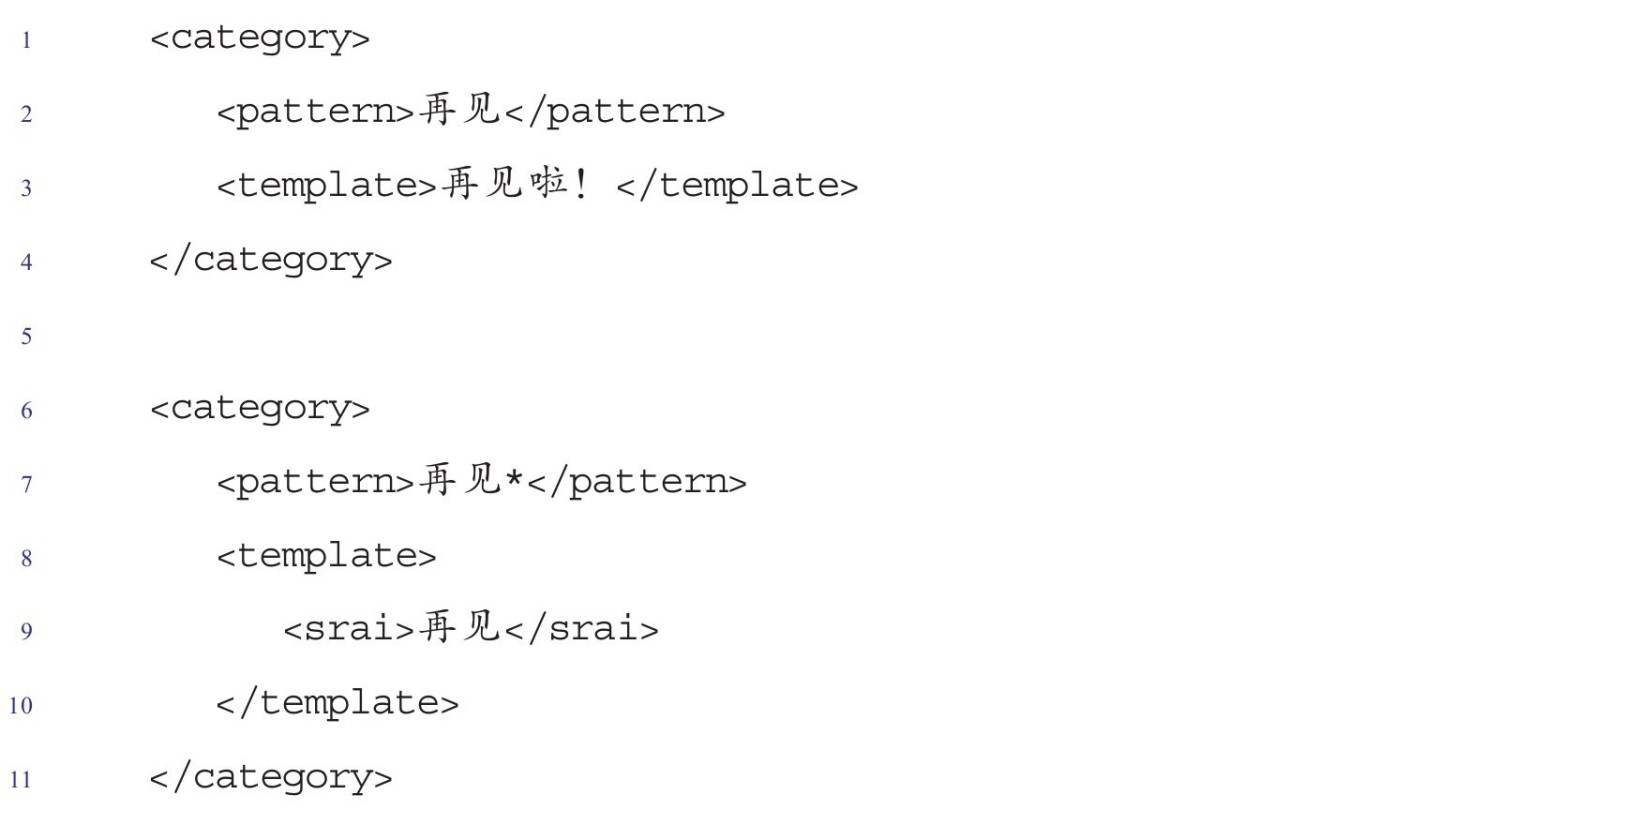 1 <category>
2 <pattern>再见</pattern>
3 <template>再见啦！</template>
4 </category>
5
6 <category>
7 <pattern>再见*</pattern>
8 <template>
9 <srai>再见</srai>
10 </template>
11 </category>